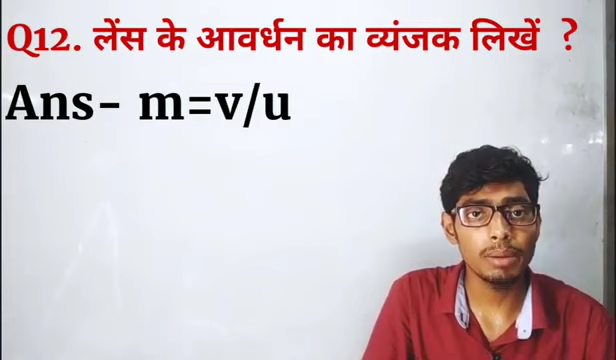 Q12. लेंस के आवर्धन का व्यंजक लिखें ?
Ans- m=v/u